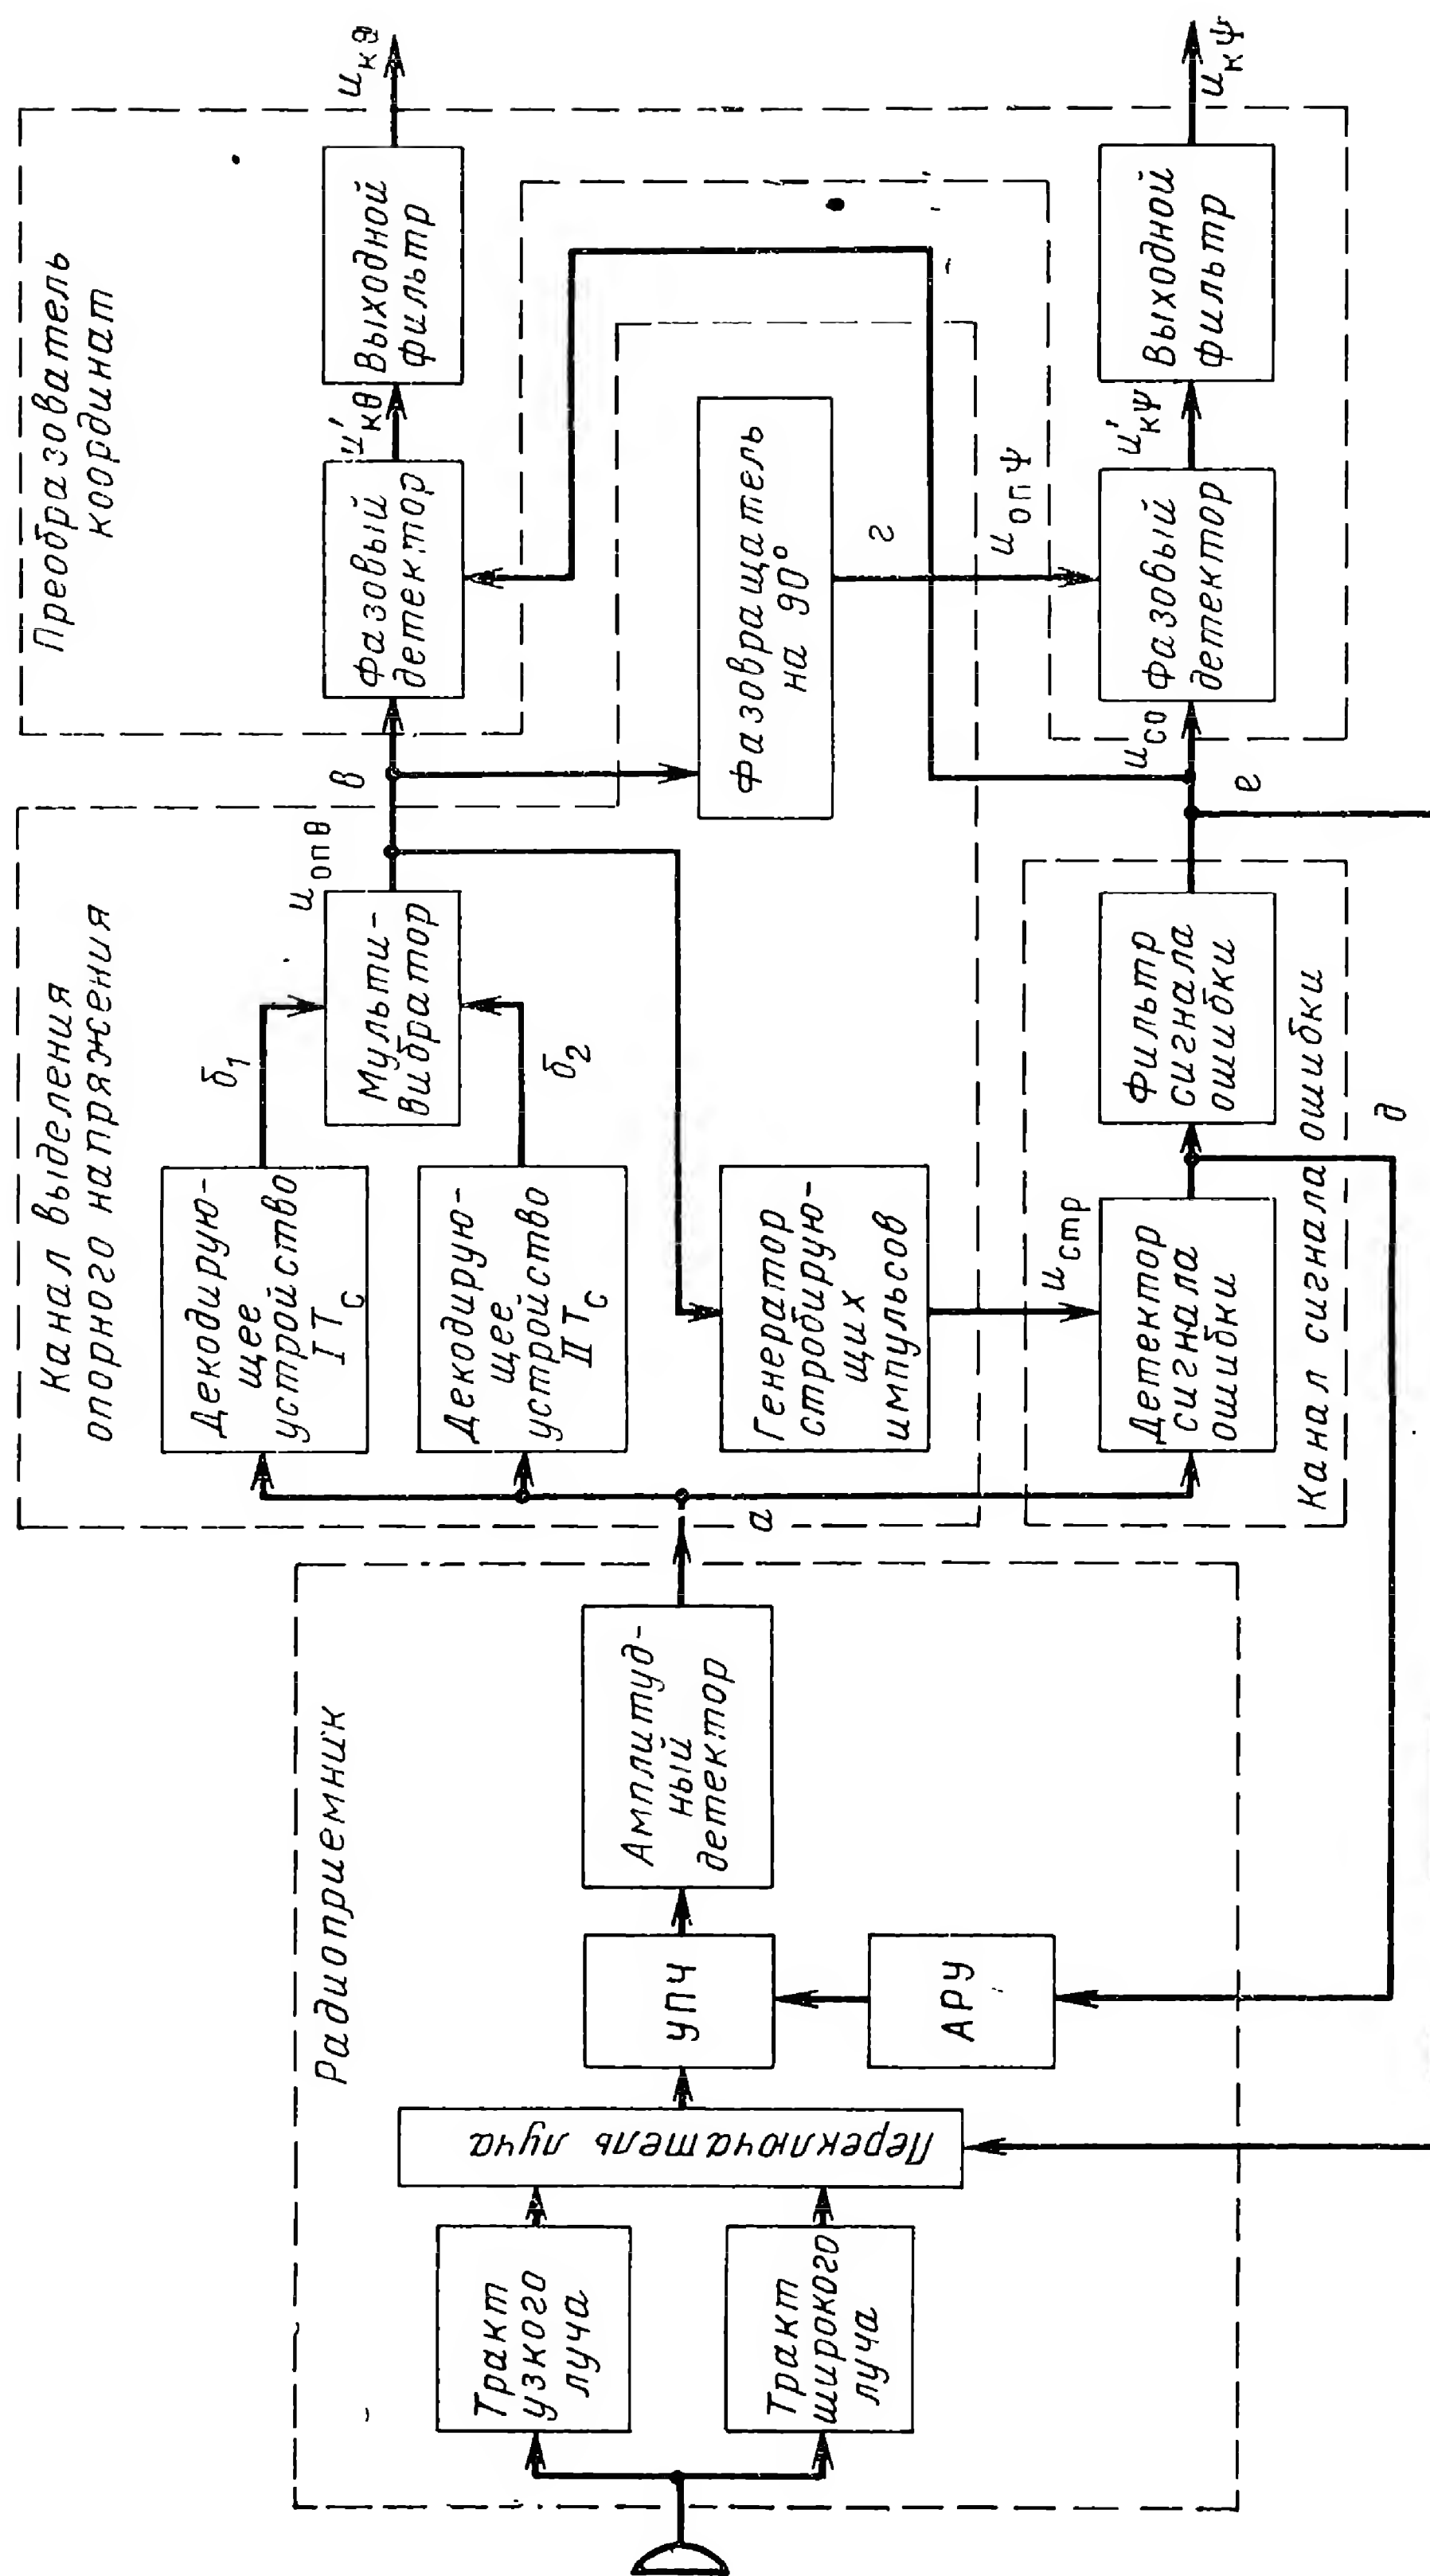 Радиоприемник
Тракт
узкого
луча
Тракт
широкого
луча
Переключатель луча
УПЧ
АРУ
Амплитуд-
ный
детектор
а
Канал выделения
опорного напряжения
Декодирую-
щее
устройство
I Tс
Декодирую-
щее
устройство
II Tс
б1
б2
Мульти-
вибратор
uопθ
в
Генератор
стробирую-
щих
импульсов
uстр
Детектор
сигнала
ошибки
Фильтр
сигнала
ошибки
Канал сигнала ошибки
д
е
uсо
Фазовращатель
на 90°
г
uопψ
Преобразователь
координат
Фазовый
детектор
u'кθ
Выходной
фильтр
uкθ
Фазовый
детектор
u'кψ
Выходной
фильтр
uкψ